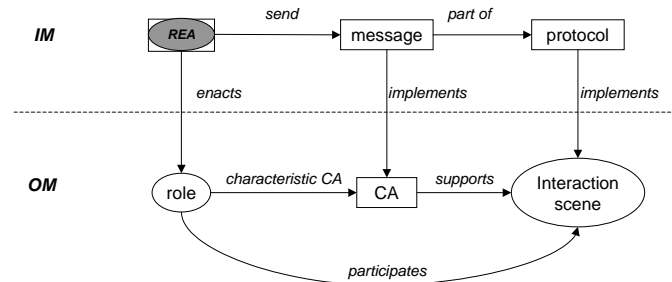 send
part of
IM
REA
message
protocol
enacts
implements
implements
OM
role
characteristic CA
CA
supports
Interaction
scene
participates